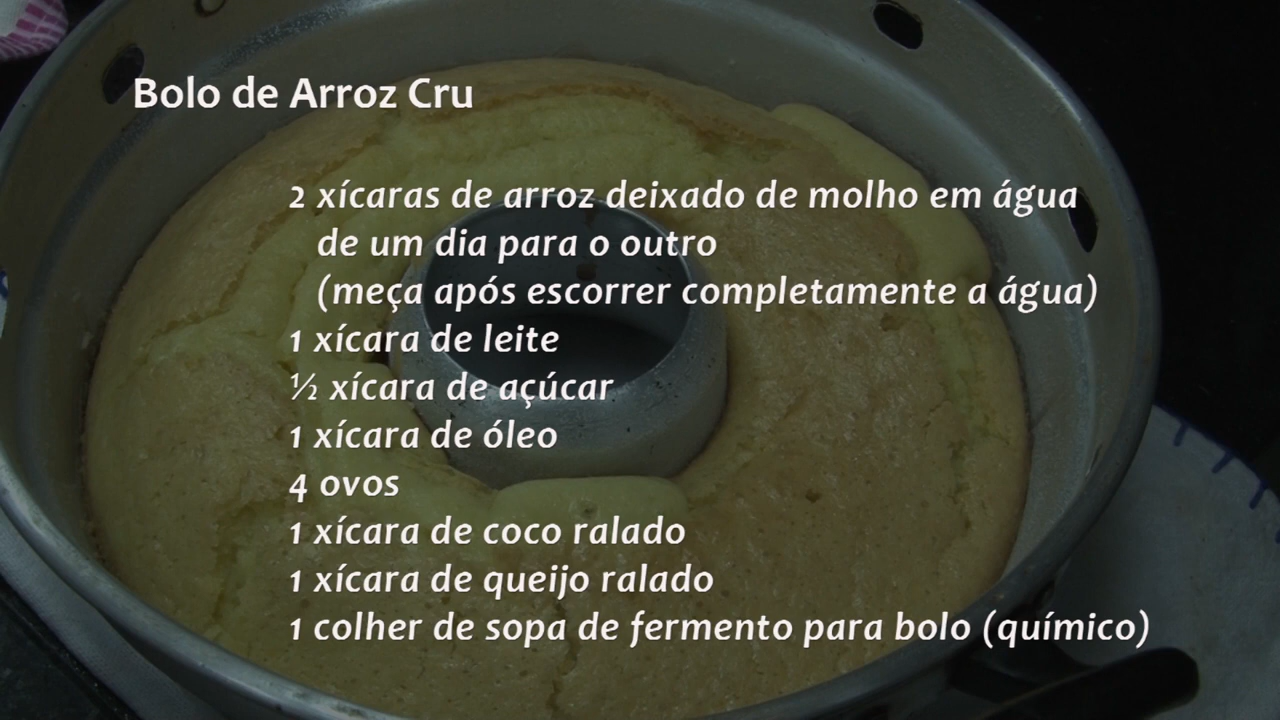 Bolo de Arroz Cru
2 xícaras de arroz deixado de molho em água
de um dia para o outro
(meça após escorrer completamente a água)
1 xícara de leite
½ xícara de açúcar
1 xícara de óleo
4 ovos
1 xícara de coco ralado
1 xícara de queijo ralado
1 colher de sopa de fermento para bolo (químico)